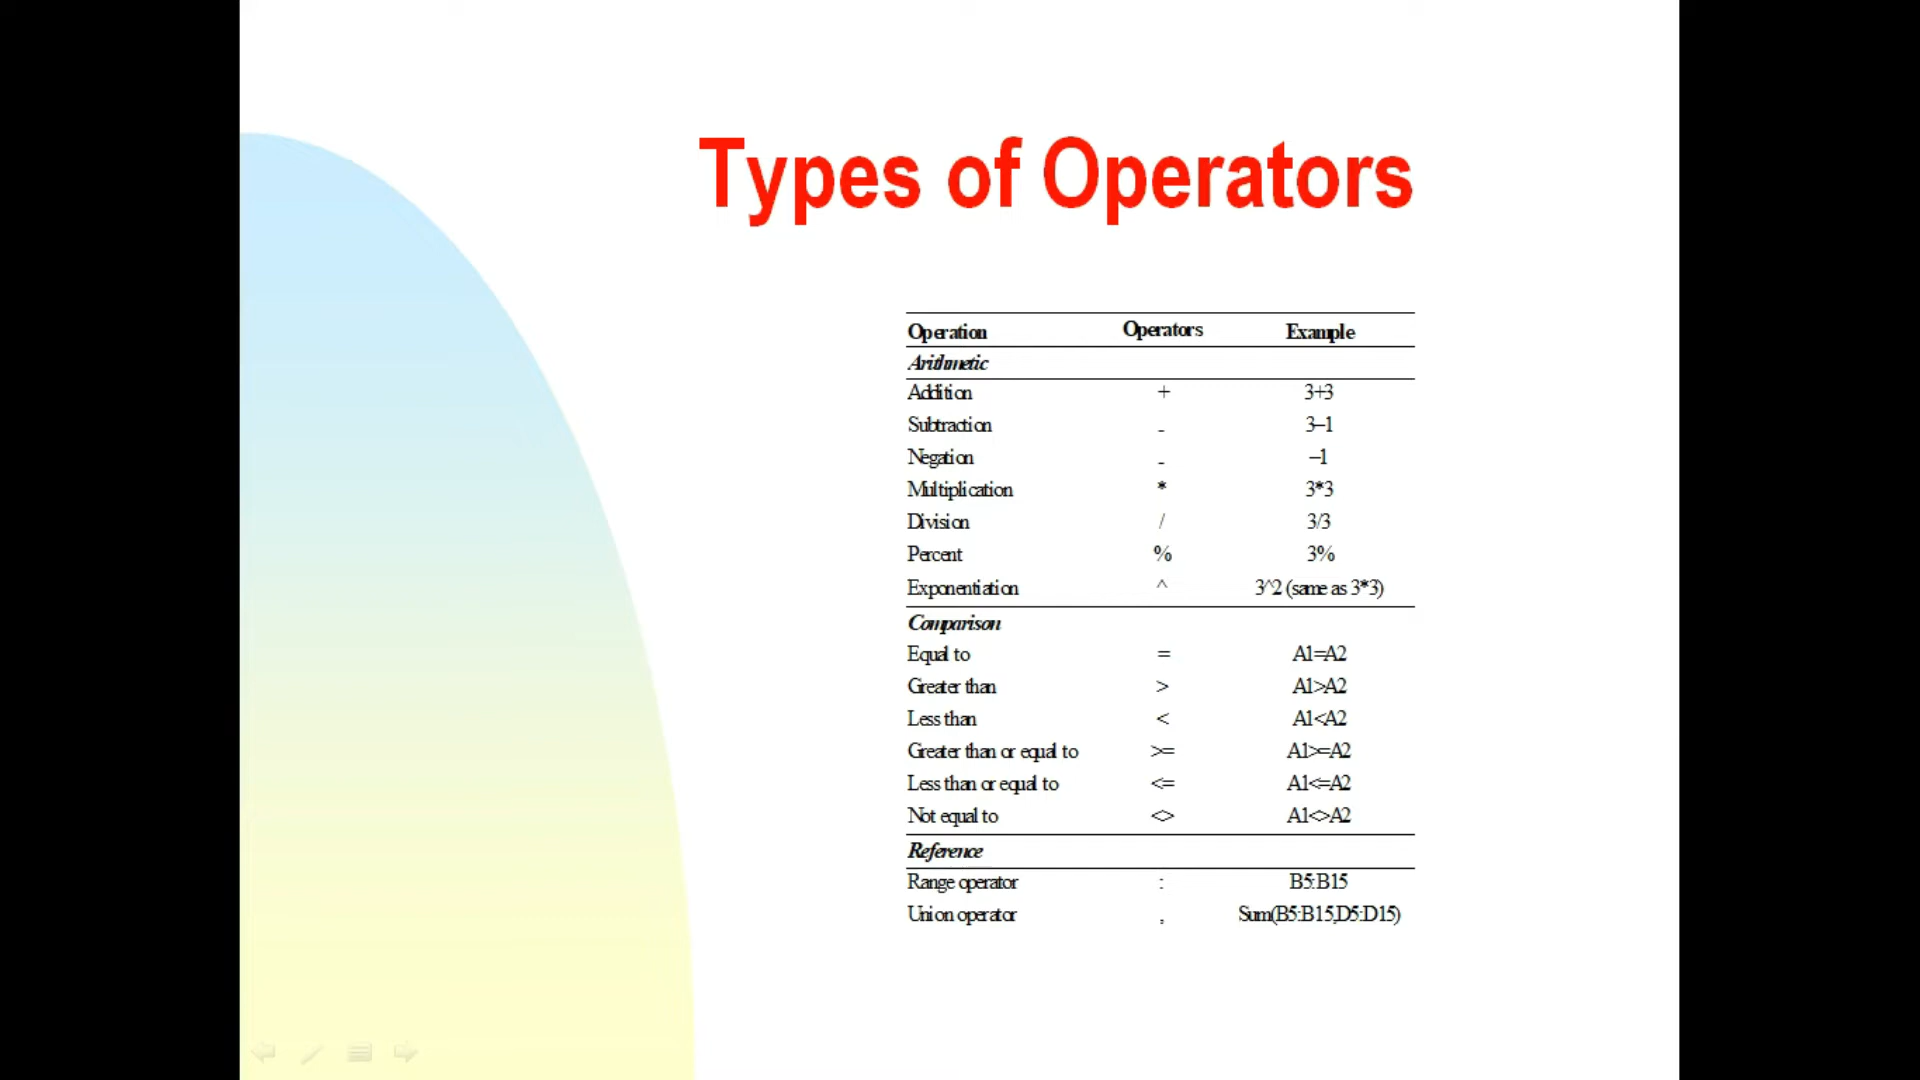 Types of Operators
Operation Operators Example
Arithmetic
Addition + 3+3
Subtraction - 3–1
Negation - –1
Multiplication * 3*3
Division / 3/3
Percent % 3%
Exponentiation ^ 3^2 (same as 3*3)
Comparison
Equal to = A1=A2
Greater than > A1>A2
Less than < A1<A2
Greater than or equal to >= A1>=A2
Less than or equal to <= A1<=A2
Not equal to <> A1<>A2
Reference
Range operator : B5:B15
Union operator , Sum(B5:B15,D5:D15)